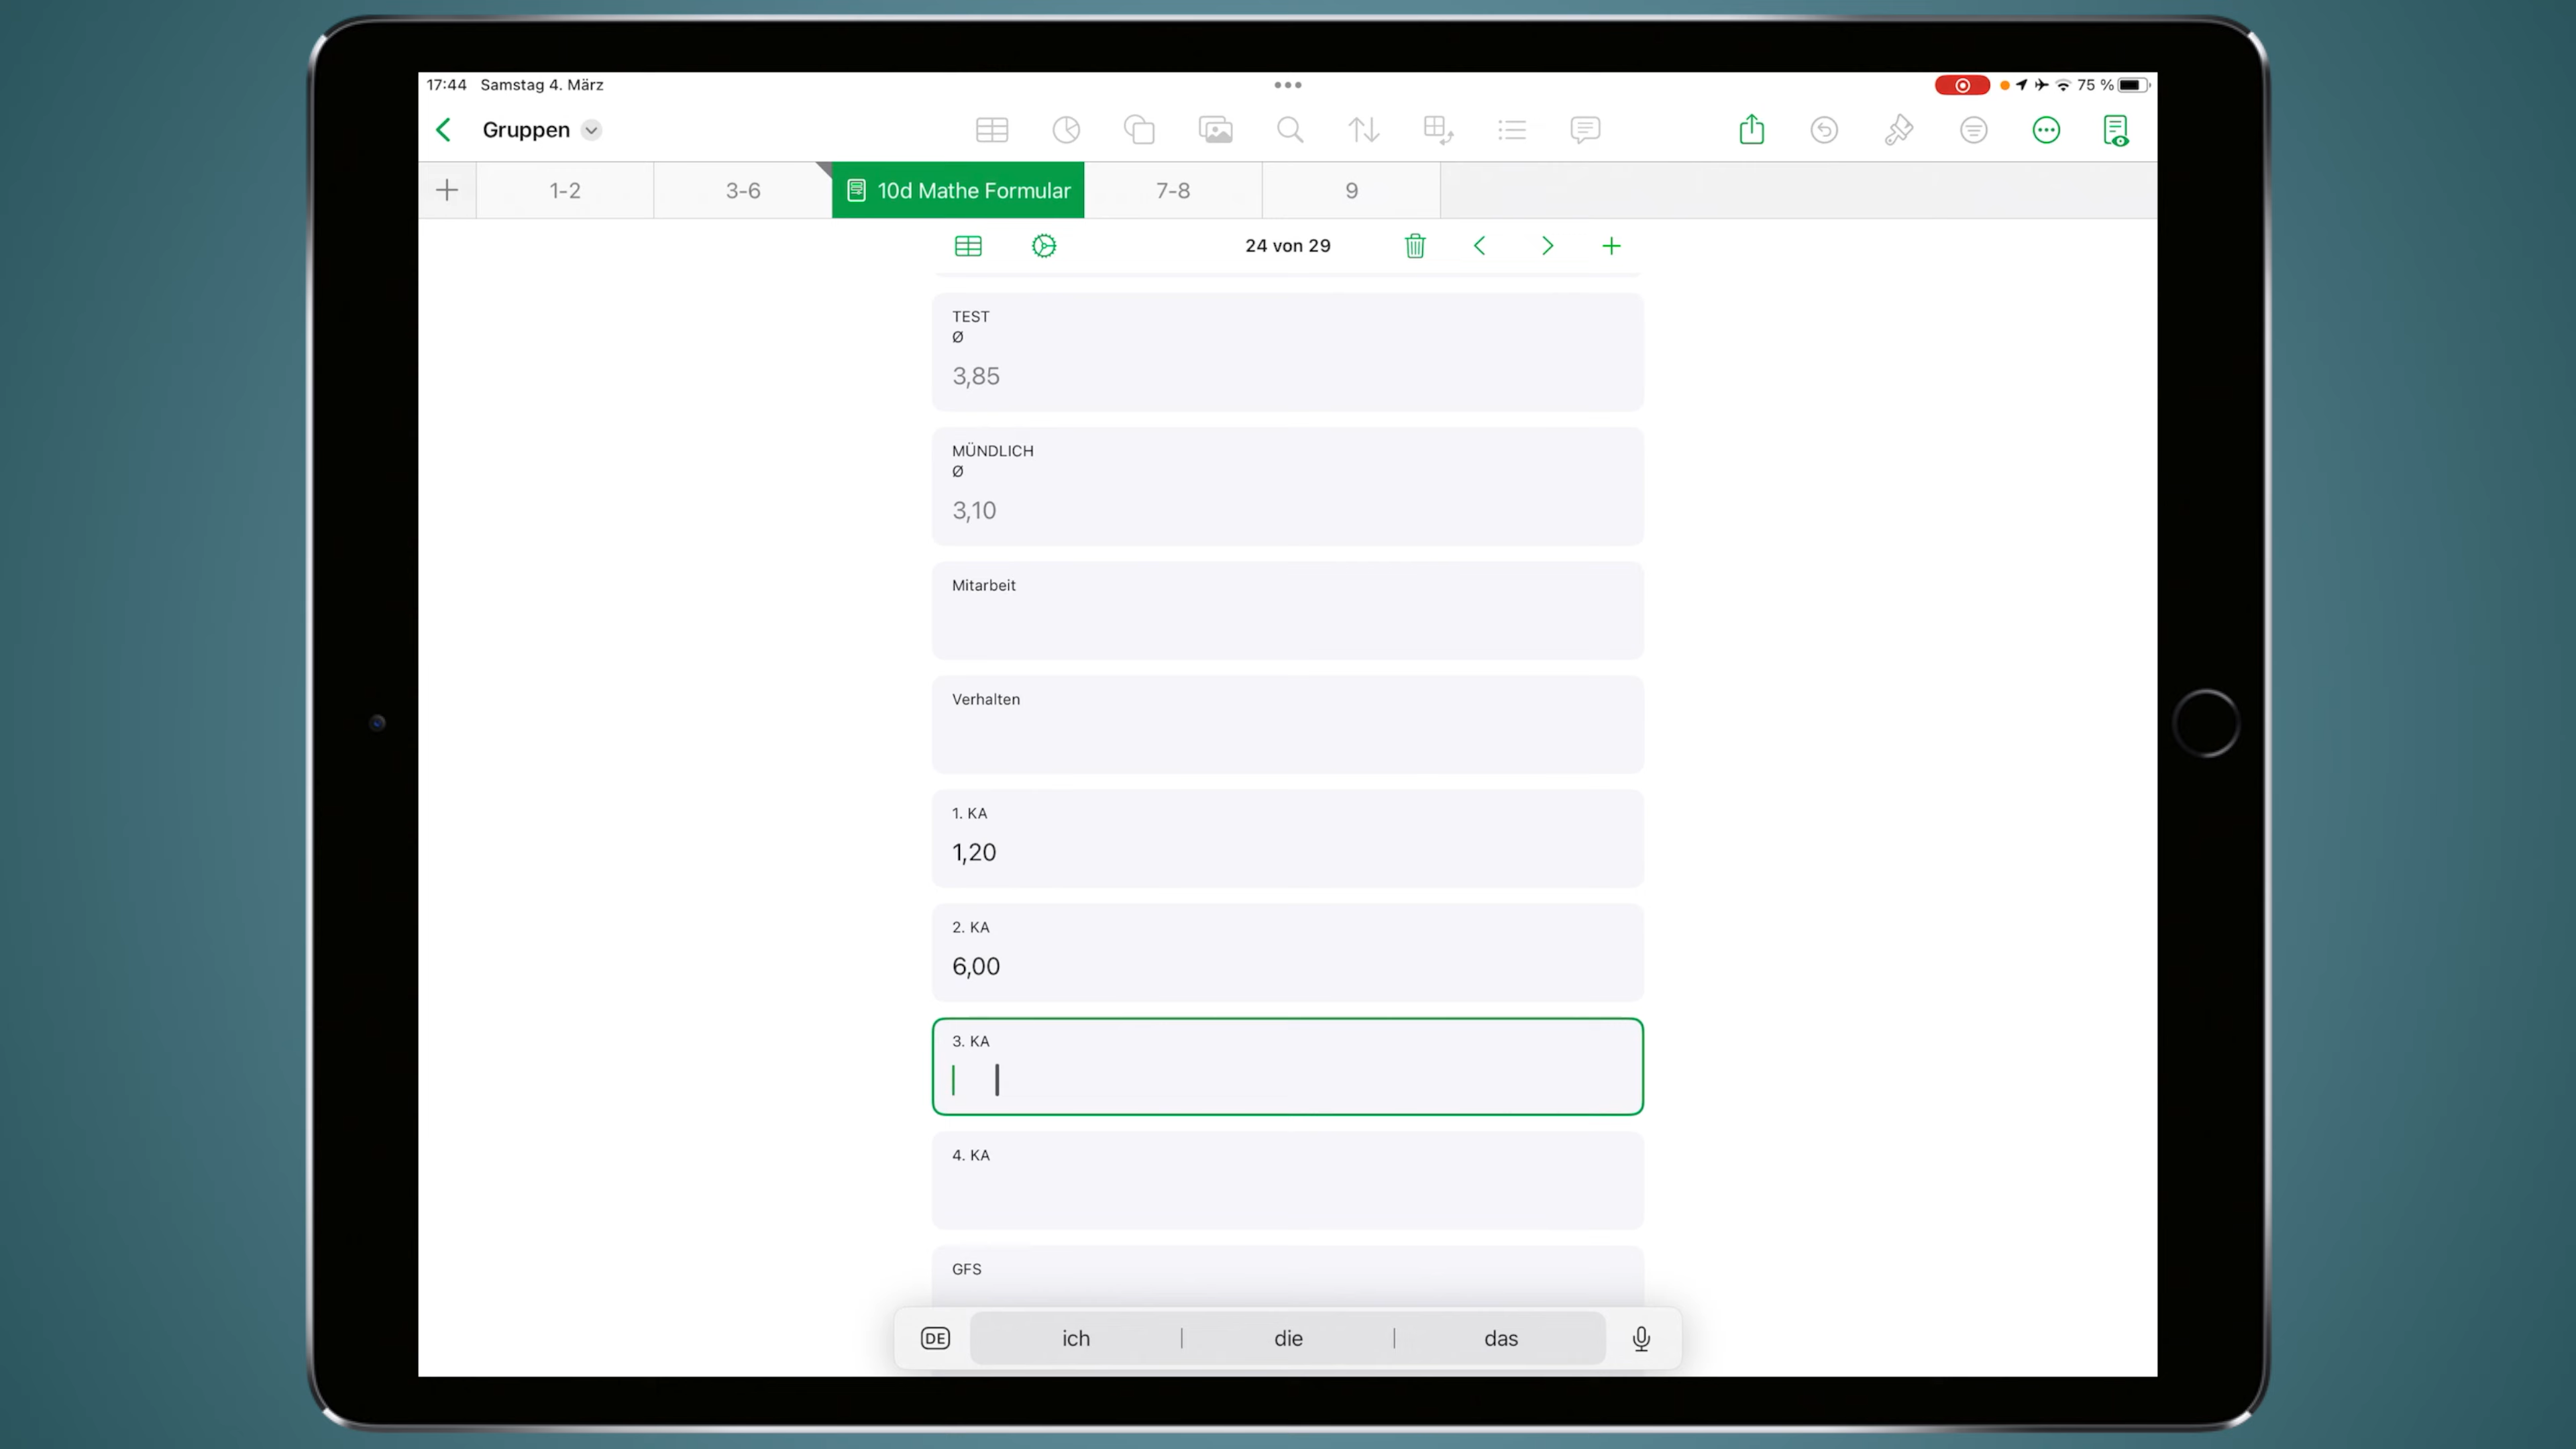 17:44 Samstag 4. März
75 %
Gruppen
1-2
3-6
10d Mathe Formular
7-8
9
24 von 29
TEST
Ø
3,85
MÜNDLICH
Ø
3,10
Mitarbeit
Verhalten
1. KA
1,20
2. KA
6,00
3. KA
4. KA
GFS
DE
ich
die
das